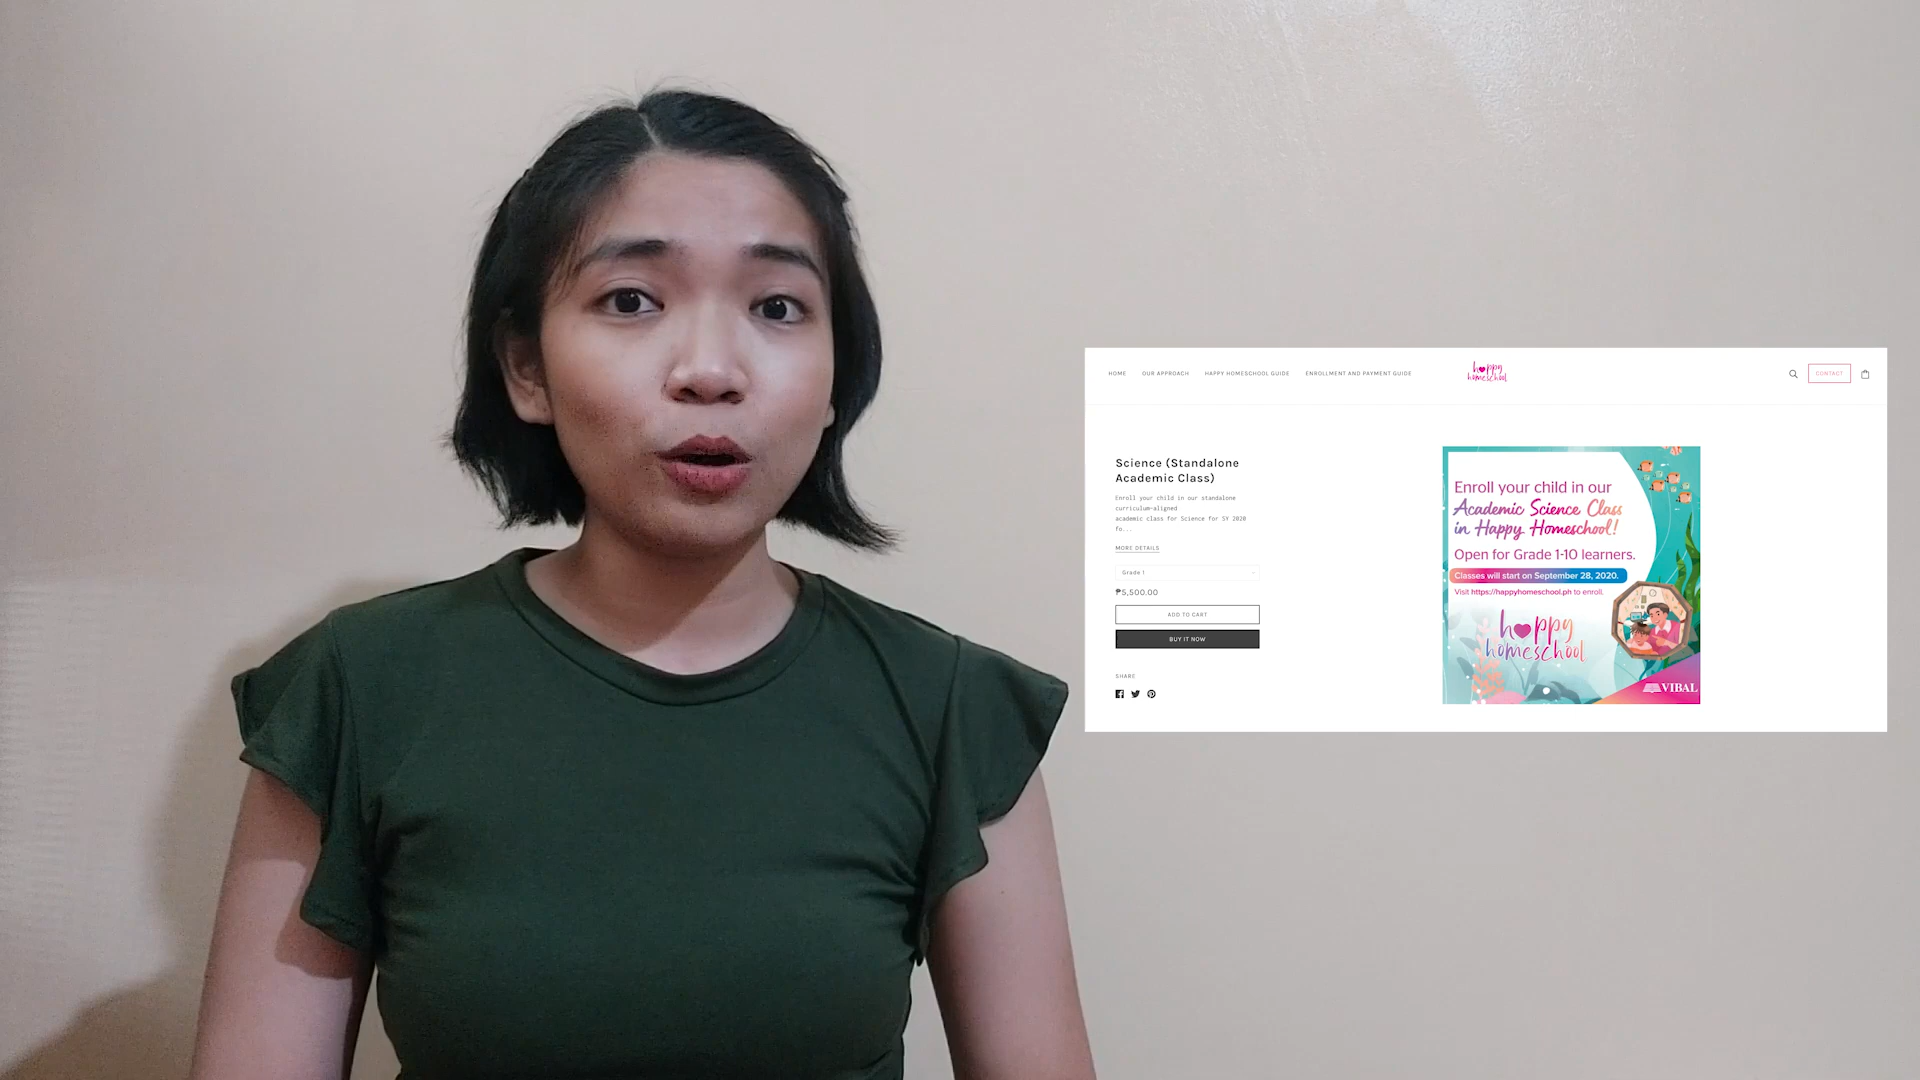 HOME OUR APPROACH HAPPY HOMESCHOOL GUIDE ENROLLMENT AND PAYMENT GUIDE
happy
homeschool
CONTACT
Science (Standalone
Academic Class)
Enroll your child in our standalone
curriculum-aligned
academic class for Science for SY 2020
fo...
MORE DETAILS
Grade 1
₱5,500.00
ADD TO CART
BUY IT NOW
SHARE
Enroll your child in our
Academic Science Class
in Happy Homeschool!
Open for Grade 1-10 learners.
Classes will start on September 28, 2020.
Visit https://happyhomeschool.ph to enroll.
happy
homeschool
VIBAL